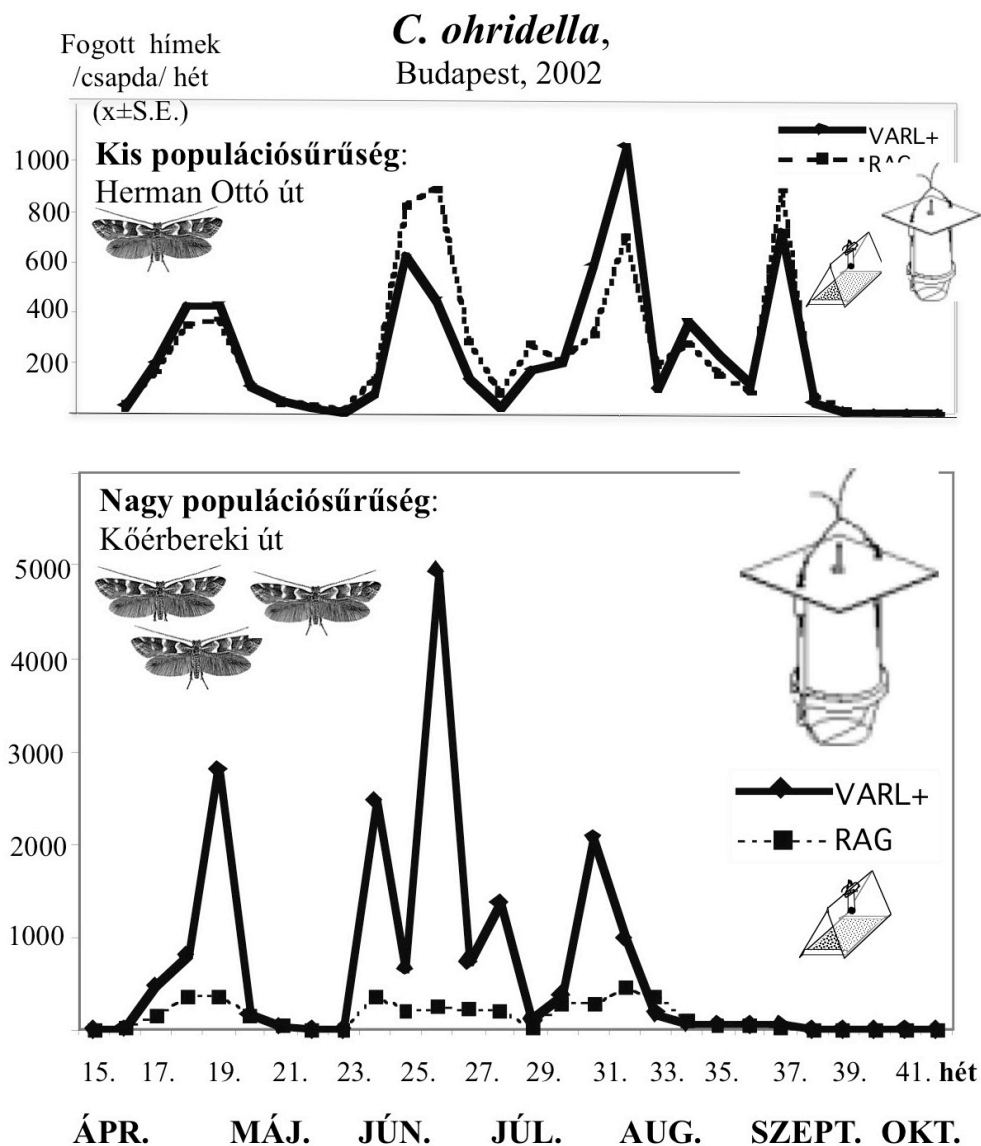 C. ohridella,
Budapest, 2002
Fogott hímek
/csapda/ hét
(x±S.E.)
Kis populációsűrűség:
Herman Ottó út
VARL+
RAG
1000
800
600
400
200
Nagy populációsűrűség:
Kőérbereki út
5000
4000
3000
2000
1000
VARL+
RAG
15. 17. 19. 21. 23. 25. 27. 29. 31. 33. 35. 37. 39. 41. hét
ÁPR. MÁJ. JÚN. JÚL. AUG. SZEPT. OKT.